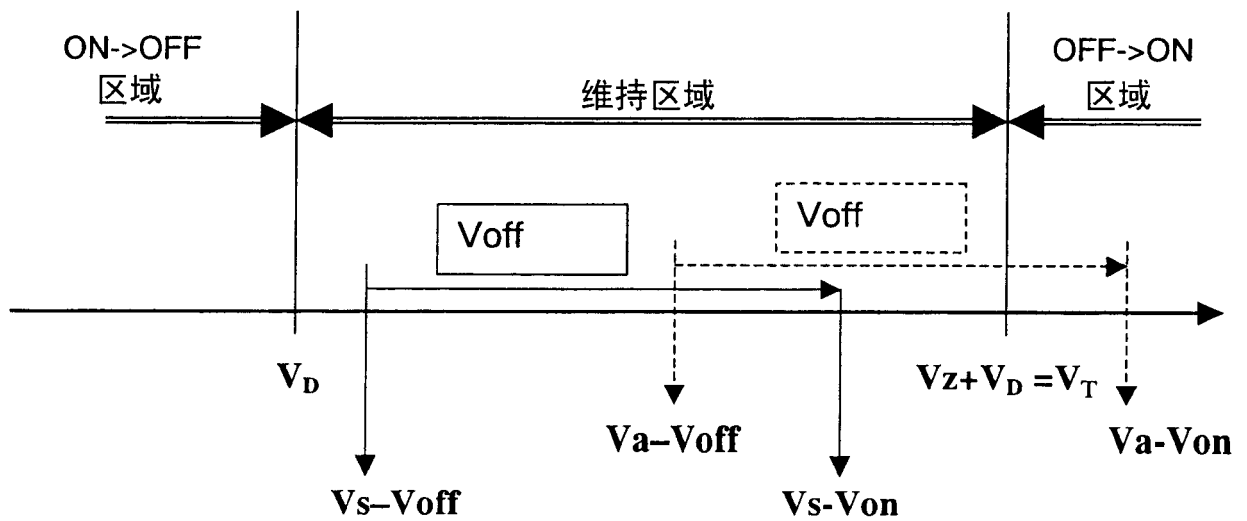 ON->OFF
区域
维持区域
OFF->ON
区域
Voff
Voff
V_D
Vz+V_D =V_T
Va–Voff
Va-Von
Vs–Voff
Vs-Von